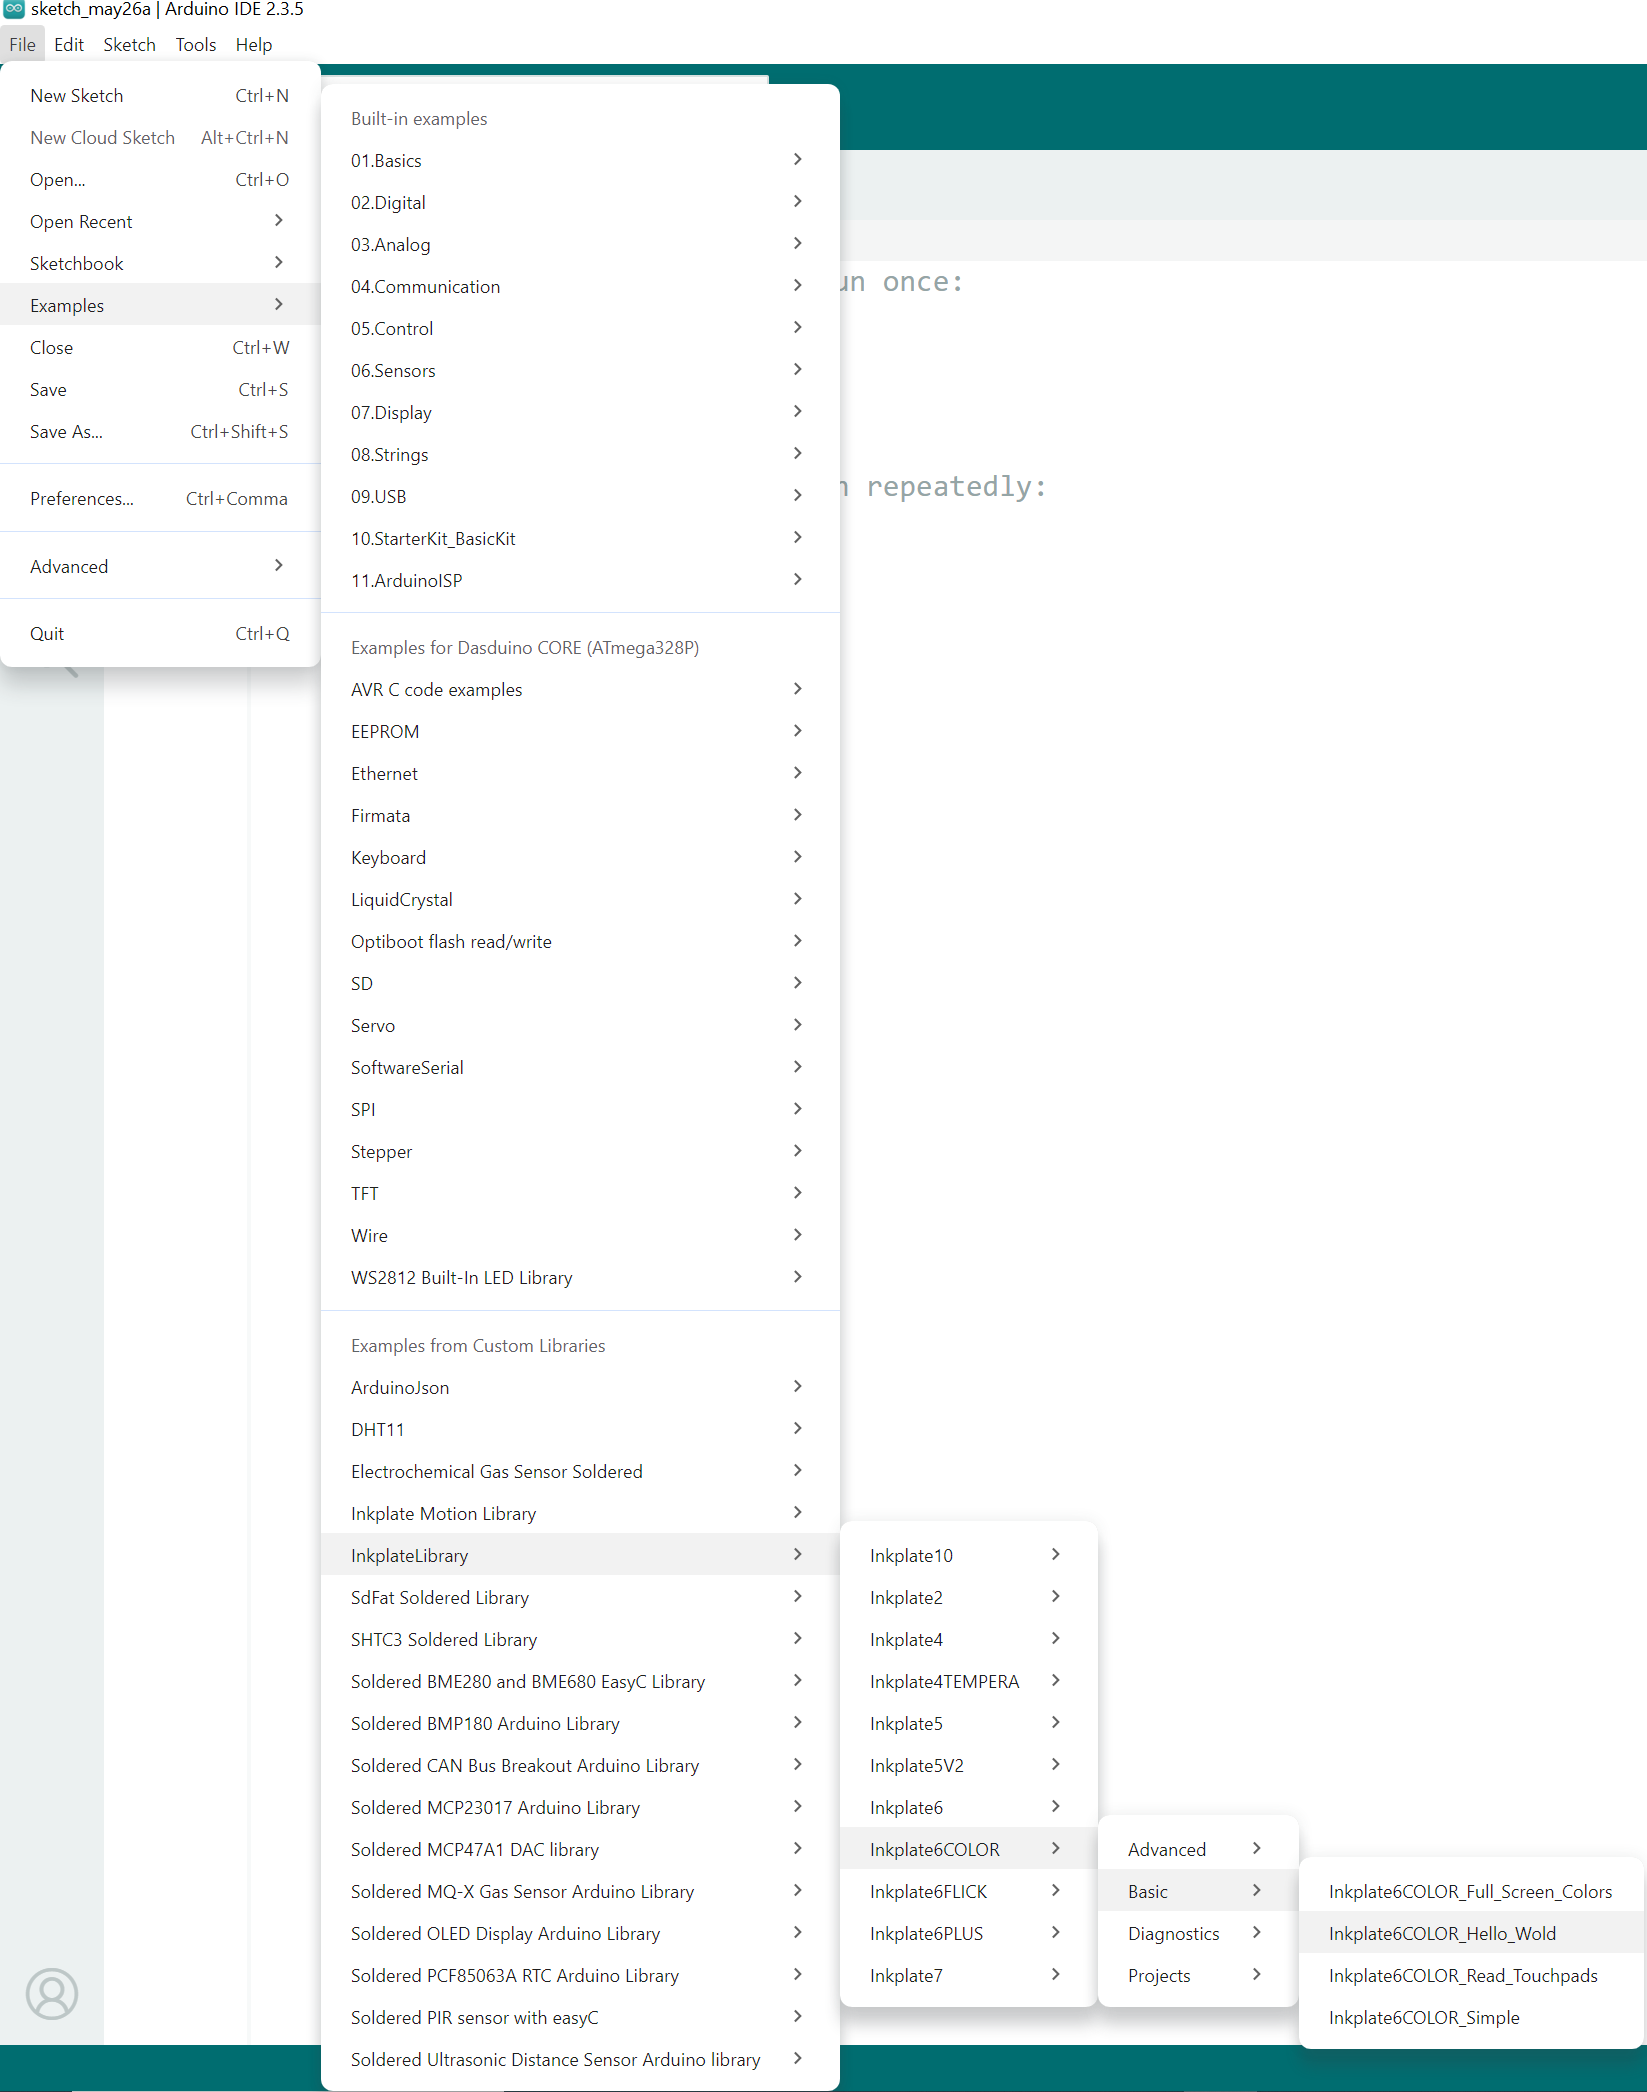 sketch_may26a | Arduino IDE 2.3.5
File Edit Sketch Tools Help
New Sketch Ctrl+N
New Cloud Sketch Alt+Ctrl+N
Open... Ctrl+O
Open Recent
Sketchbook
Examples
Close Ctrl+W
Save Ctrl+S
Save As... Ctrl+Shift+S
Preferences... Ctrl+Comma
Advanced
Quit Ctrl+Q
Built-in examples
01.Basics
02.Digital
03.Analog
04.Communication
05.Control
06.Sensors
07.Display
08.Strings
09.USB
10.StarterKit_BasicKit
11.ArduinoISP
Examples for Dasduino CORE (ATmega328P)
AVR C code examples
EEPROM
Ethernet
Firmata
Keyboard
LiquidCrystal
Optiboot flash read/write
SD
Servo
SoftwareSerial
SPI
Stepper
TFT
Wire
WS2812 Built-In LED Library
Examples from Custom Libraries
ArduinoJson
DHT11
Electrochemical Gas Sensor Soldered
Inkplate Motion Library
InkplateLibrary
SdFat Soldered Library
SHTC3 Soldered Library
Soldered BME280 and BME680 EasyC Library
Soldered BMP180 Arduino Library
Soldered CAN Bus Breakout Arduino Library
Soldered MCP23017 Arduino Library
Soldered MCP47A1 DAC library
Soldered MQ-X Gas Sensor Arduino Library
Soldered OLED Display Arduino Library
Soldered PCF85063A RTC Arduino Library
Soldered PIR sensor with easyC
Soldered Ultrasonic Distance Sensor Arduino library
once:
repeatedly:
Inkplate10
Inkplate2
Inkplate4
Inkplate4TEMPERA
Inkplate5
Inkplate5V2
Inkplate6
Inkplate6COLOR
Inkplate6FLICK
Inkplate6PLUS
Inkplate7
Advanced
Basic
Diagnostics
Projects
Inkplate6COLOR_Full_Screen_Colors
Inkplate6COLOR_Hello_Wold
Inkplate6COLOR_Read_Touchpads
Inkplate6COLOR_Simple